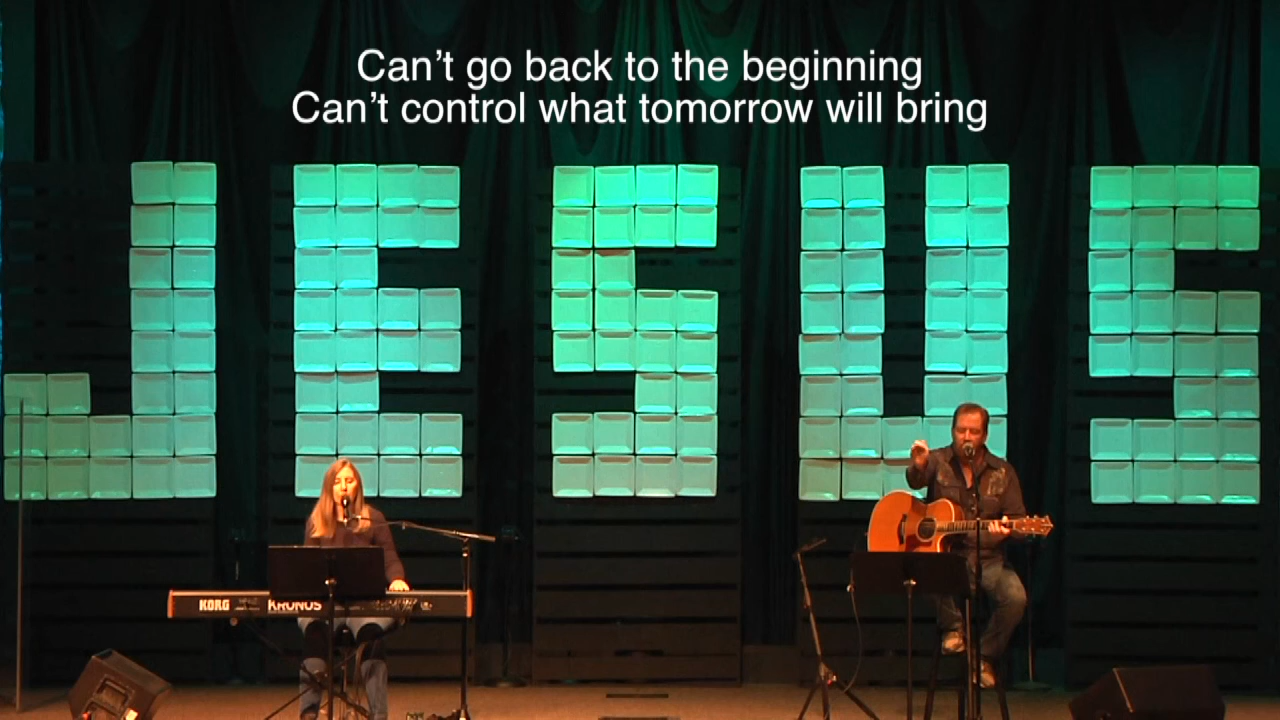 Can't go back to the beginning
Can't control what tomorrow will bring
JESUS
KORG KRONOS